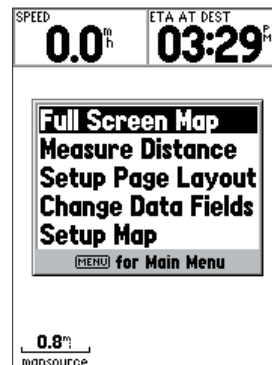 SPEED ETA AT DEST
0.0 m h 03:29 P M
Full Screen Map
Measure Distance
Setup Page Layout
Change Data Fields
Setup Map
MENU for Main Menu
0.8 m
mapsource